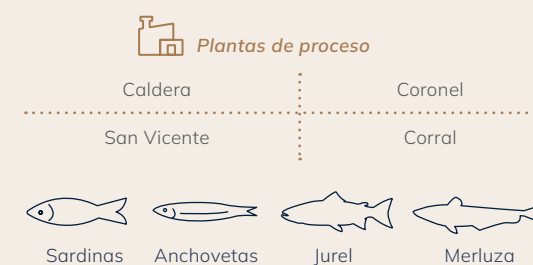 Plantas de proceso
Caldera Coronel
San Vicente Corral
Sardinas Anchovetas Jurel Merluza